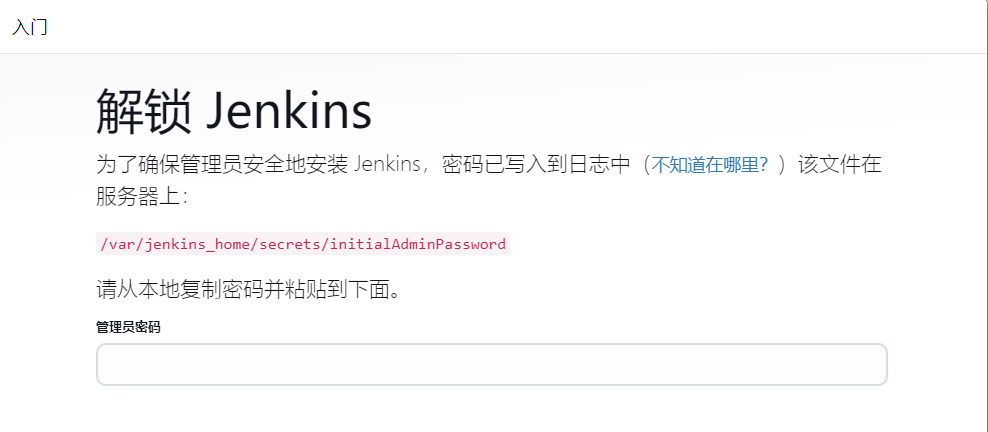 入门
解锁 Jenkins
为了确保管理员安全地安装 Jenkins，密码已写入到日志中（不知道在哪里？）该文件在
服务器上：
/var/jenkins_home/secrets/initialAdminPassword
请从本地复制密码并粘贴到下面。
管理员密码